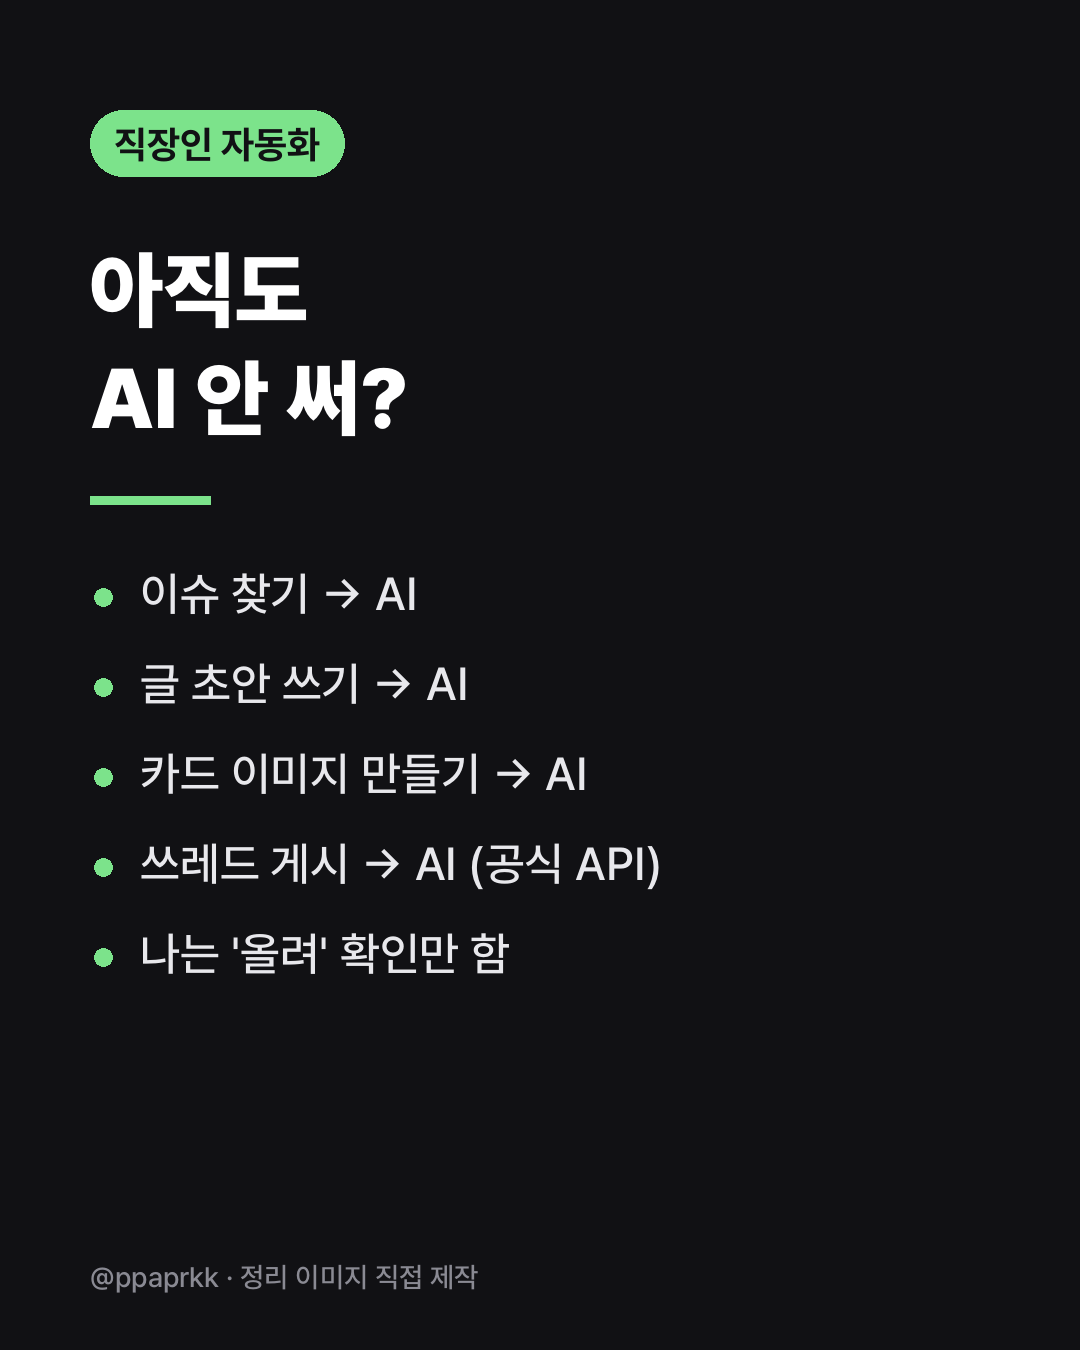 직장인 자동화
아직도
AI 안 써?
• 이슈 찾기 → AI
• 글 초안 쓰기 → AI
• 카드 이미지 만들기 → AI
• 쓰레드 게시 → AI (공식 API)
• 나는 '올려' 확인만 함
@ppaprkk · 정리 이미지 직접 제작